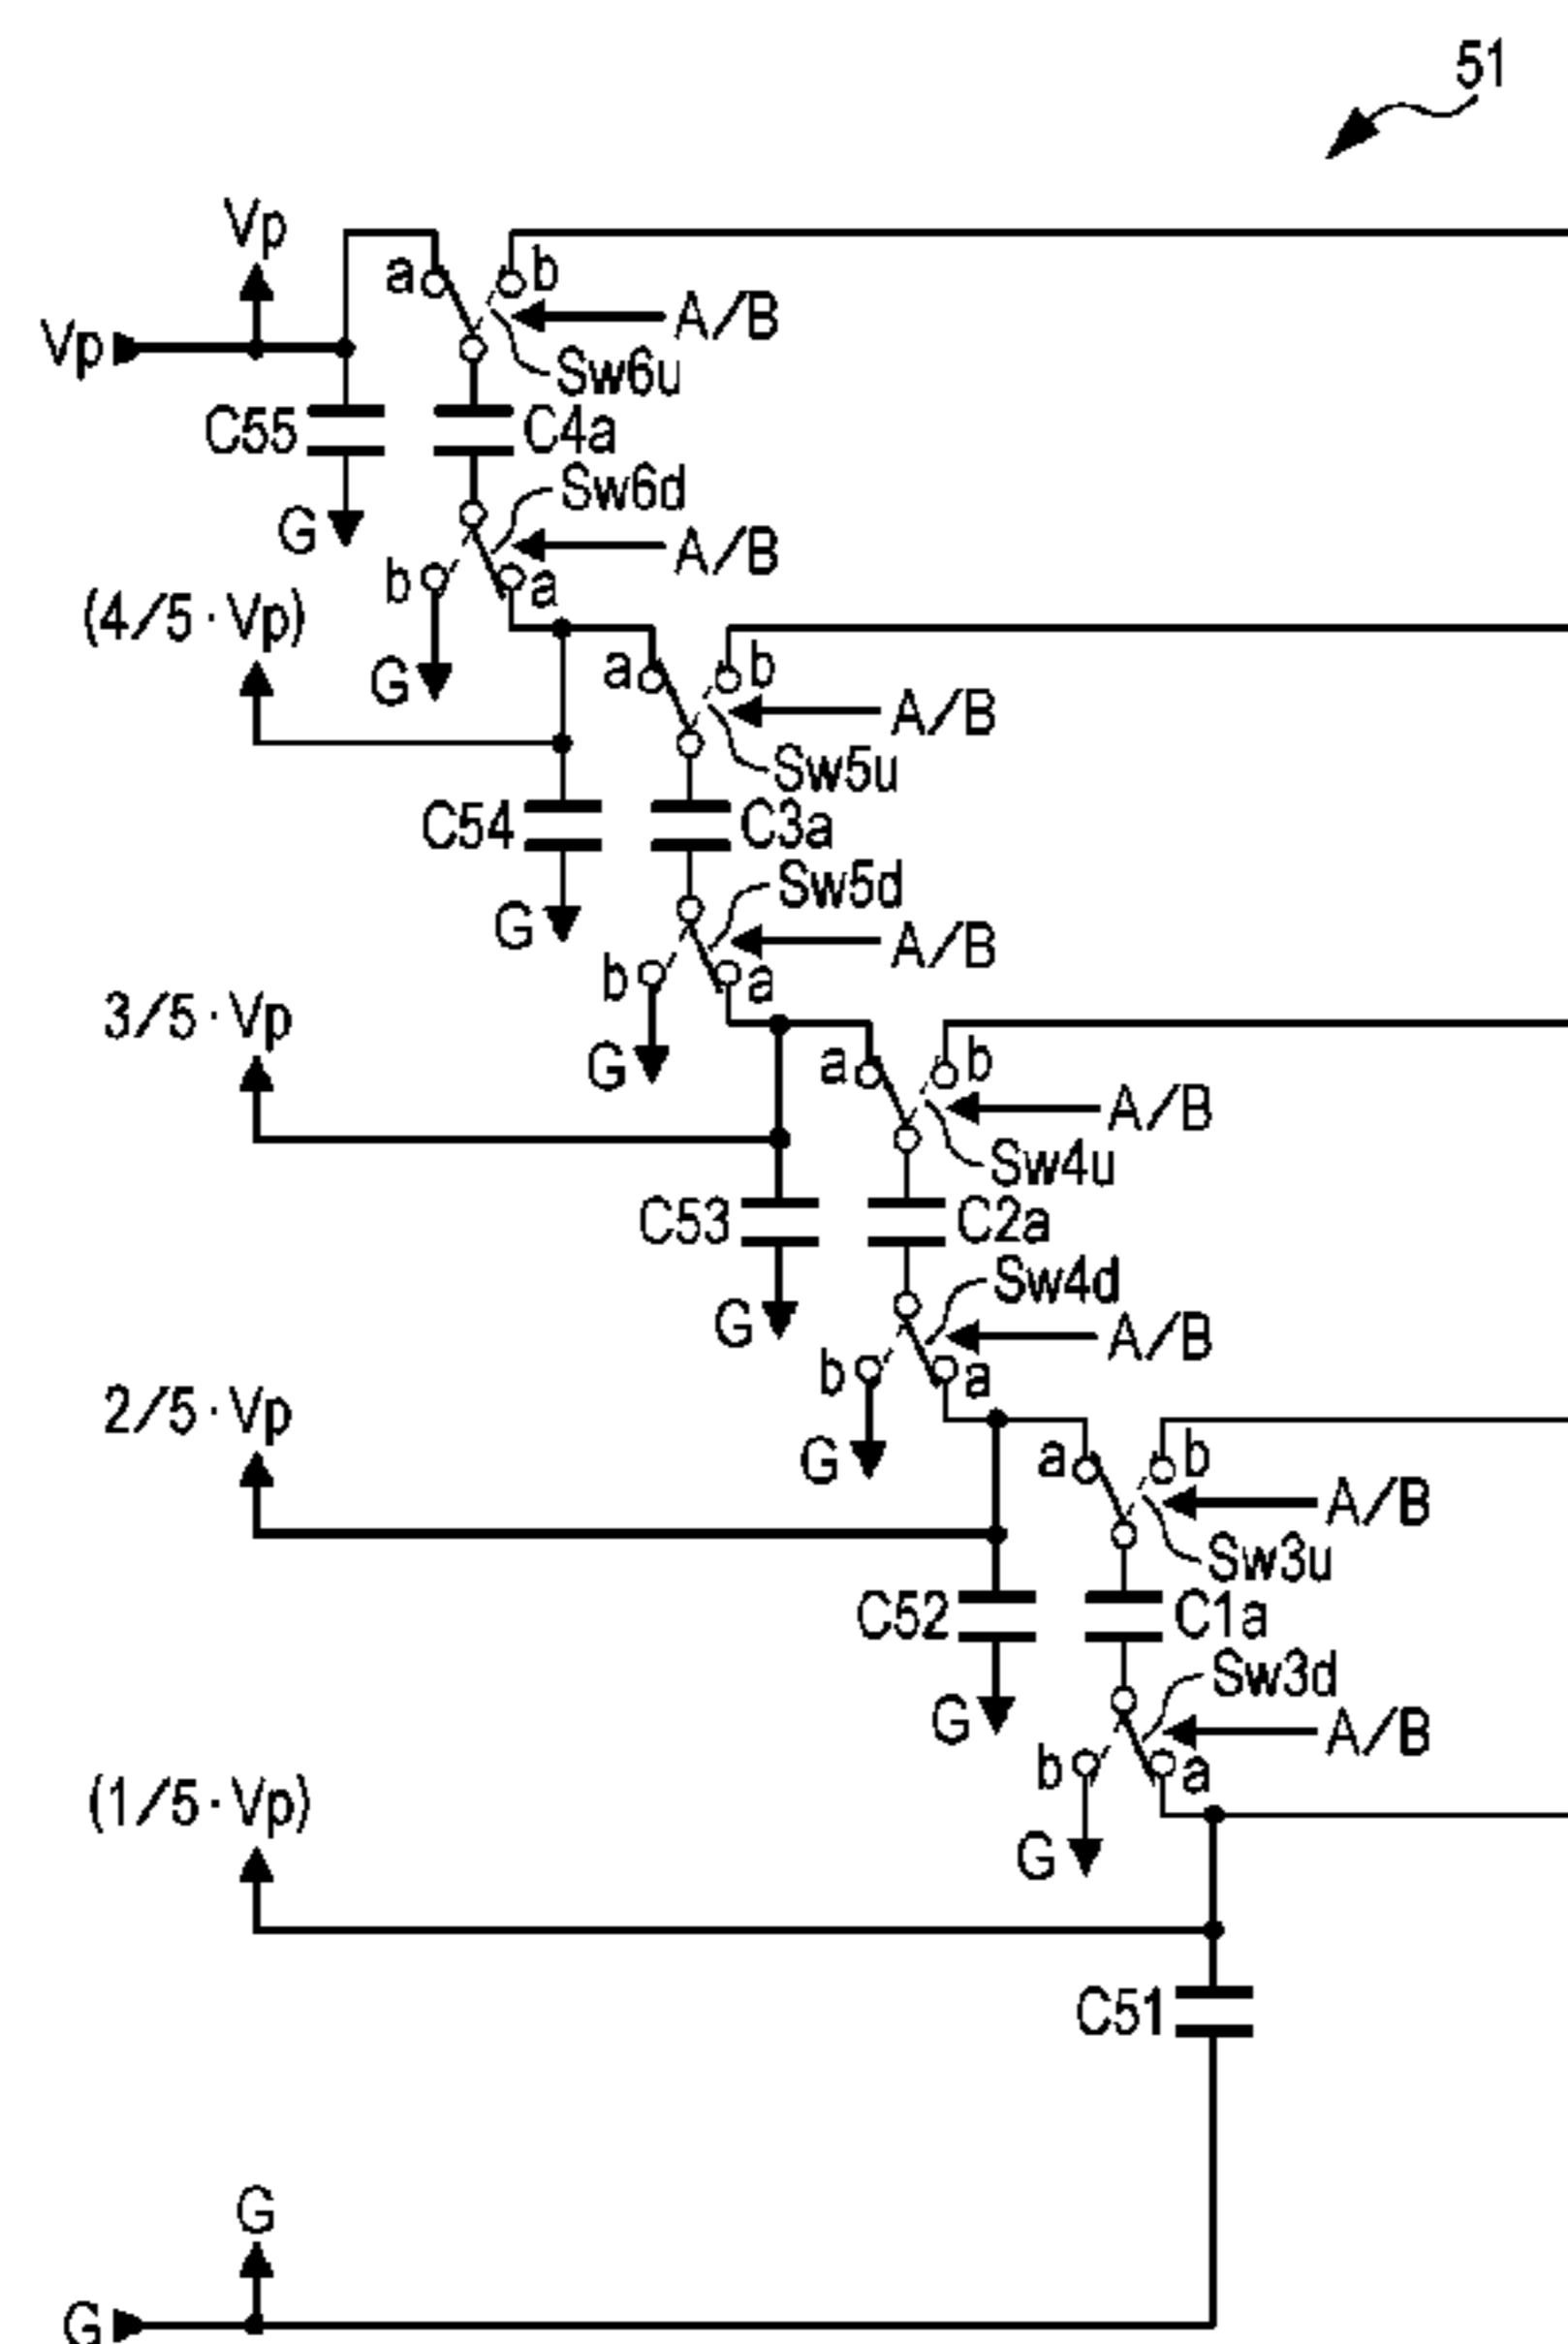 51
Vp
a b
A/B
Vp
Sw6u
C55 C4a
Sw6d
G
A/B
b a
(4/5·Vp)
G
a b
A/B
Sw5u
C54 C3a
Sw5d
G
A/B
b a
3/5·Vp
G
a b
A/B
Sw4u
C53 C2a
Sw4d
G
A/B
b a
2/5·Vp
G
a b
A/B
Sw3u
C52 C1a
Sw3d
G
A/B
b a
(1/5·Vp)
G
C51
G
G